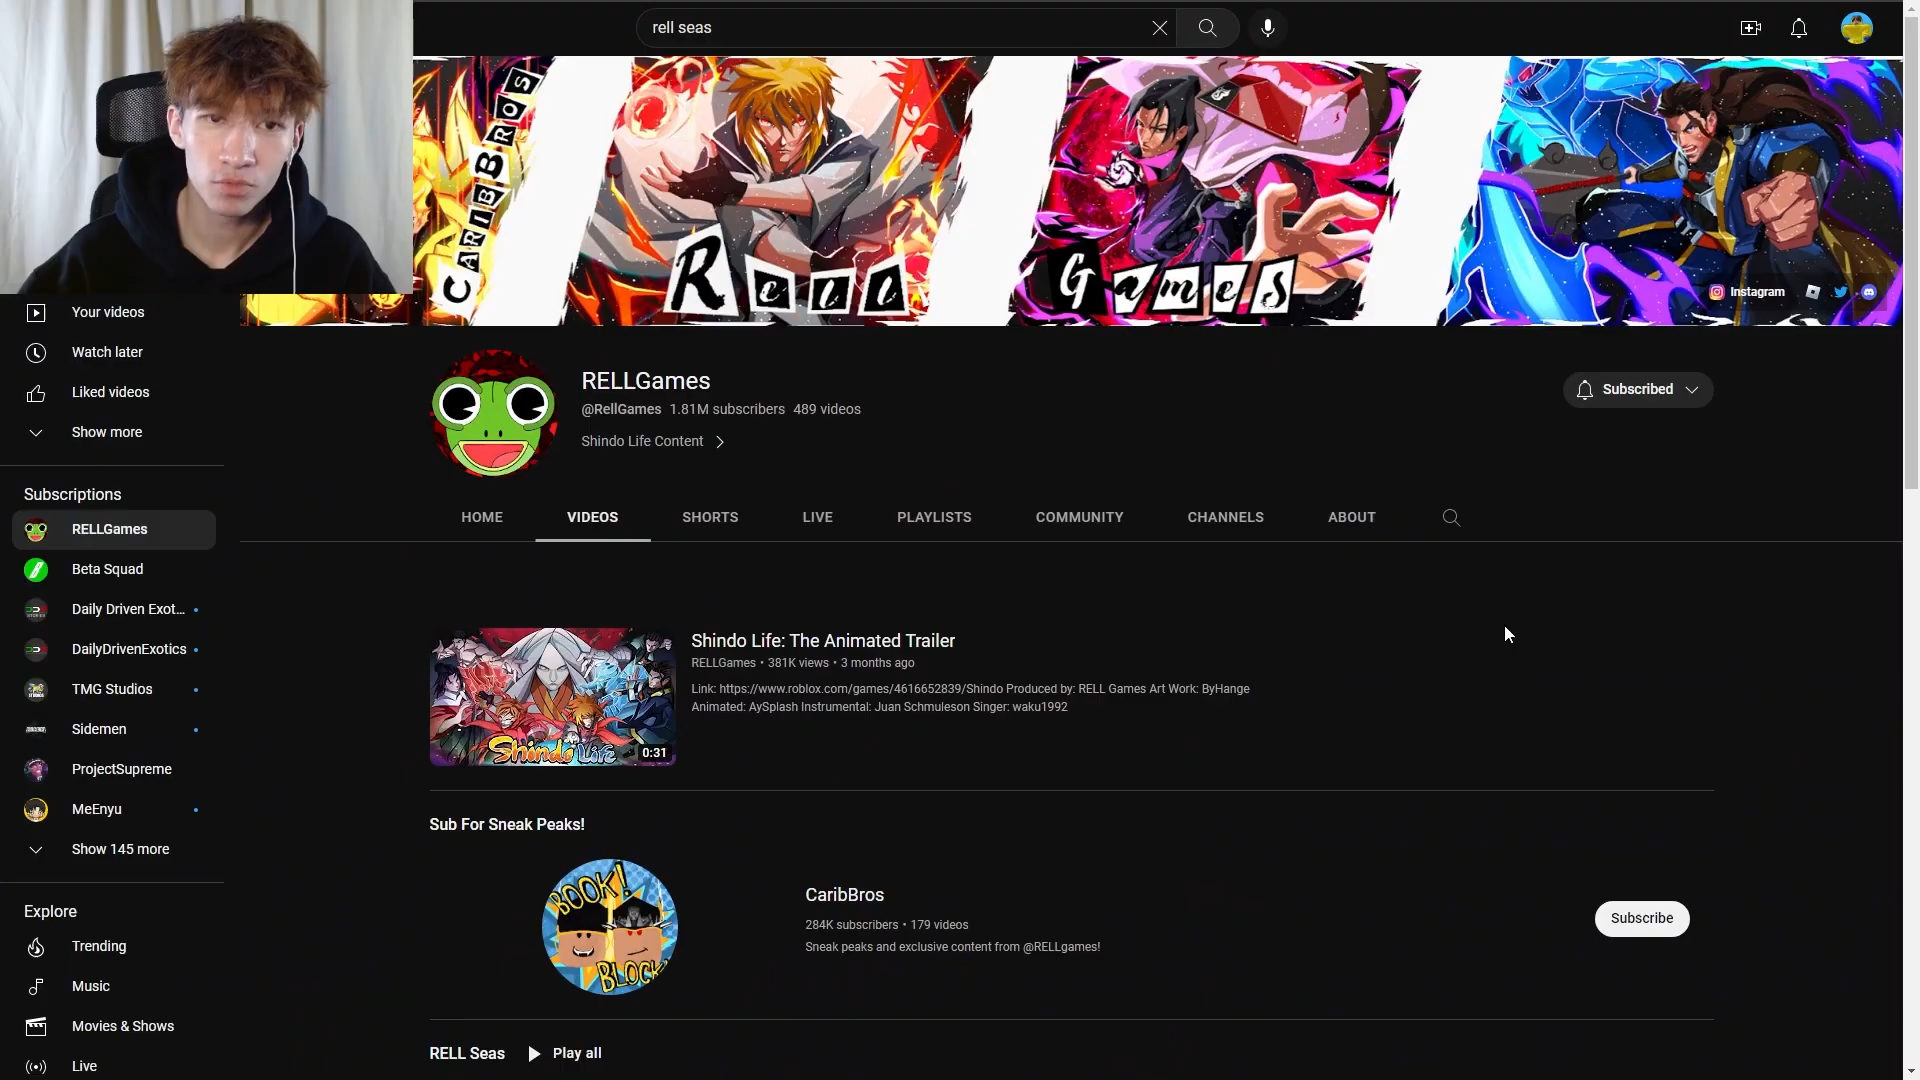 rell seas
CARIBBROS
Rell
Games
Instagram
Your videos
Watch later
Liked videos
Show more
RELLGames
@RellGames 1.81M subscribers 489 videos
Shindo Life Content
Subscribed
HOME
VIDEOS
SHORTS
LIVE
PLAYLISTS
COMMUNITY
CHANNELS
ABOUT
Subscriptions
RELLGames
Beta Squad
Daily Driven Exot...
DailyDrivenExotics
TMG Studios
Sidemen
ProjectSupreme
MeEnyu
Show 145 more
Explore
Trending
Music
Movies & Shows
Live
Shindo Life
0:31
Shindo Life: The Animated Trailer
RELLGames • 381K views • 3 months ago
Link: https://www.roblox.com/games/4616652839/Shindo Produced by: RELL Games Art Work: ByHange
Animated: AySplash Instrumental: Juan Schmuleson Singer: waku1992
Sub For Sneak Peaks!
BOOK!
BLOCK
CaribBros
284K subscribers • 179 videos
Sneak peaks and exclusive content from @RELLgames!
Subscribe
RELL Seas
Play all